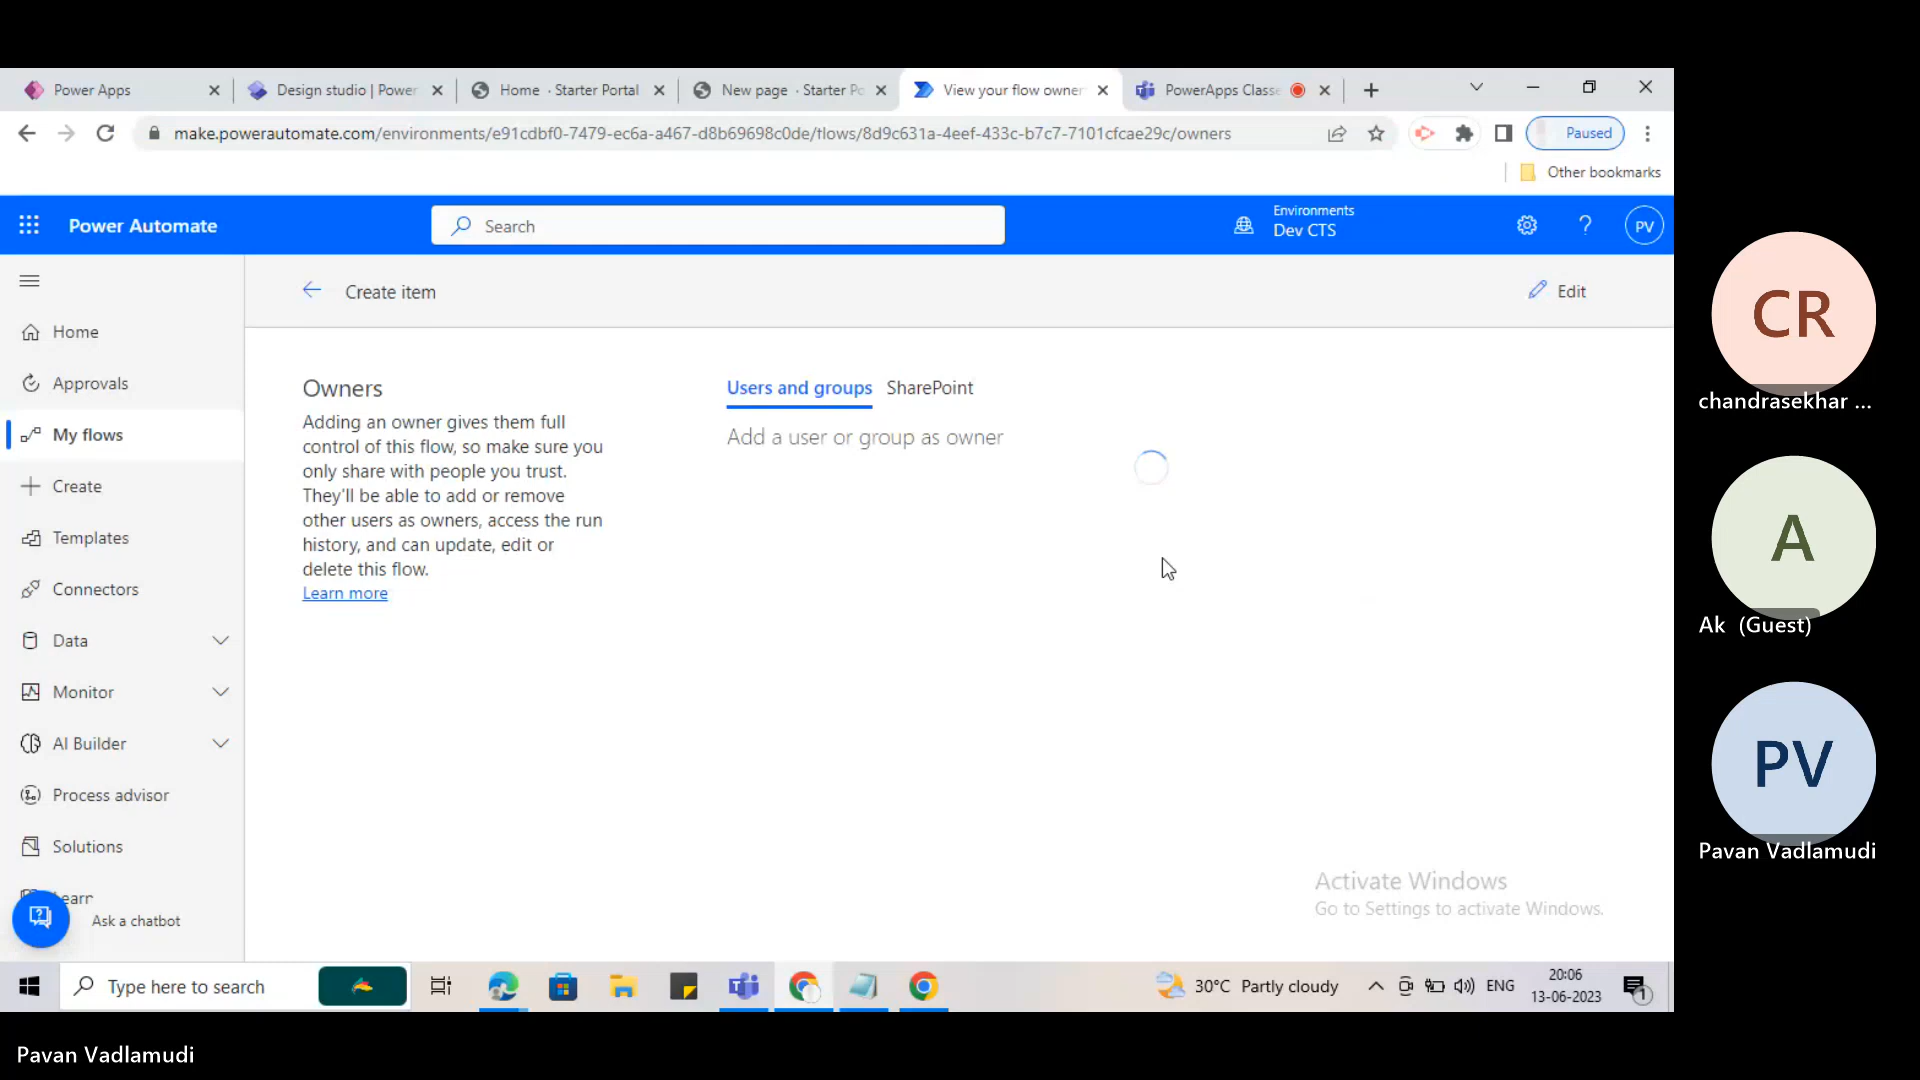 Power Apps
Design studio | Power
Home · Starter Portal
New page · Starter Po
View your flow owner
PowerApps Classe
make.powerautomate.com/environments/e91cdbf0-7479-ec6a-a467-d8b69698c0de/flows/8d9c631a-4eef-433c-b7c7-7101cfcae29c/owners
Paused
Other bookmarks
Power Automate
Search
Environments
Dev CTS
PV
Create item
Edit
Home
Approvals
My flows
Create
Templates
Connectors
Data
Monitor
AI Builder
Process advisor
Solutions
earn
Ask a chatbot
Owners
Adding an owner gives them full
control of this flow, so make sure you
only share with people you trust.
They'll be able to add or remove
other users as owners, access the run
history, and can update, edit or
delete this flow.
Learn more
Users and groups
SharePoint
Add a user or group as owner
Activate Windows
Go to Settings to activate Windows.
Type here to search
30°C Partly cloudy
ENG
20:06
13-06-2023
1
CR
chandrasekhar ...
A
Ak (Guest)
PV
Pavan Vadlamudi
Pavan Vadlamudi